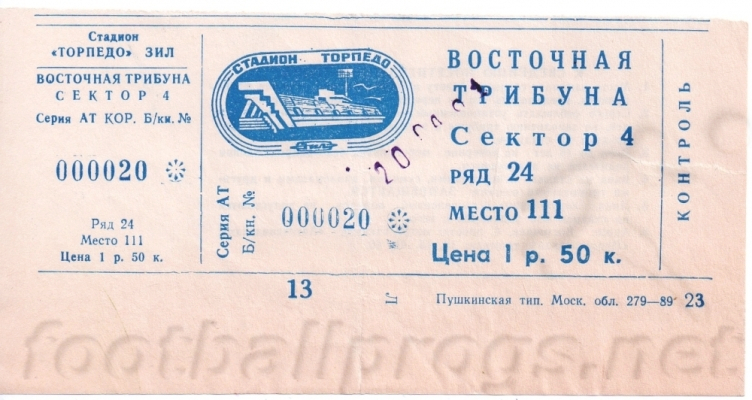 Стадион
«ТОРПЕДО» ЗИЛ
ВОСТОЧНАЯ ТРИБУНА
СЕКТОР 4
Серия АТ КОР. Б/кн. №
000020
Ряд 24
Место 111
Цена 1 р. 50 к.
СТАДИОН ТОРПЕДО
ЗИЛ
Серия АТ
Б/кн. №
000020
ВОСТОЧНАЯ
ТРИБУНА
Сектор 4
РЯД 24
МЕСТО 111
Цена 1 р. 50 к.
КОНТРОЛЬ
13
Пушкинская тип. Моск. обл. 279—89 23
footballprogs.net